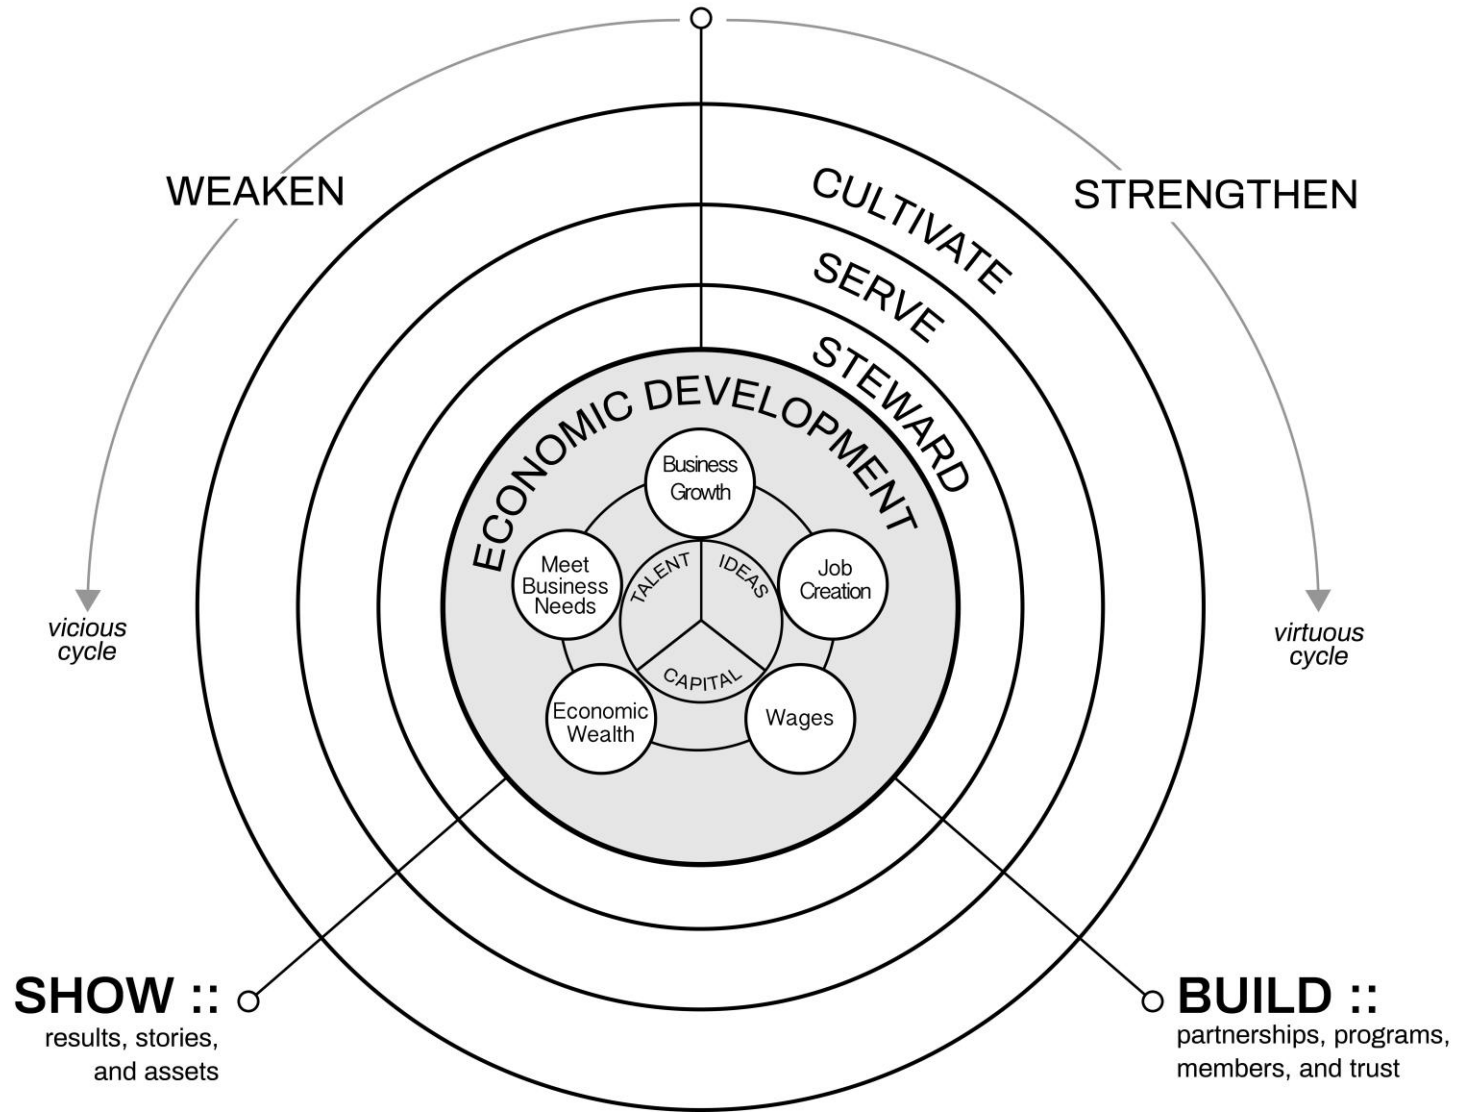 WEAKEN
STRENGTHEN
CULTIVATE
SERVE
STEWARD
ECONOMIC DEVELOPMENT
Business
Growth
Meet
Business
Needs
Job
Creation
TALENT
IDEAS
CAPITAL
Economic
Wealth
Wages
vicious
cycle
virtuous
cycle
SHOW ::
results, stories,
and assets
BUILD ::
partnerships, programs,
members, and trust